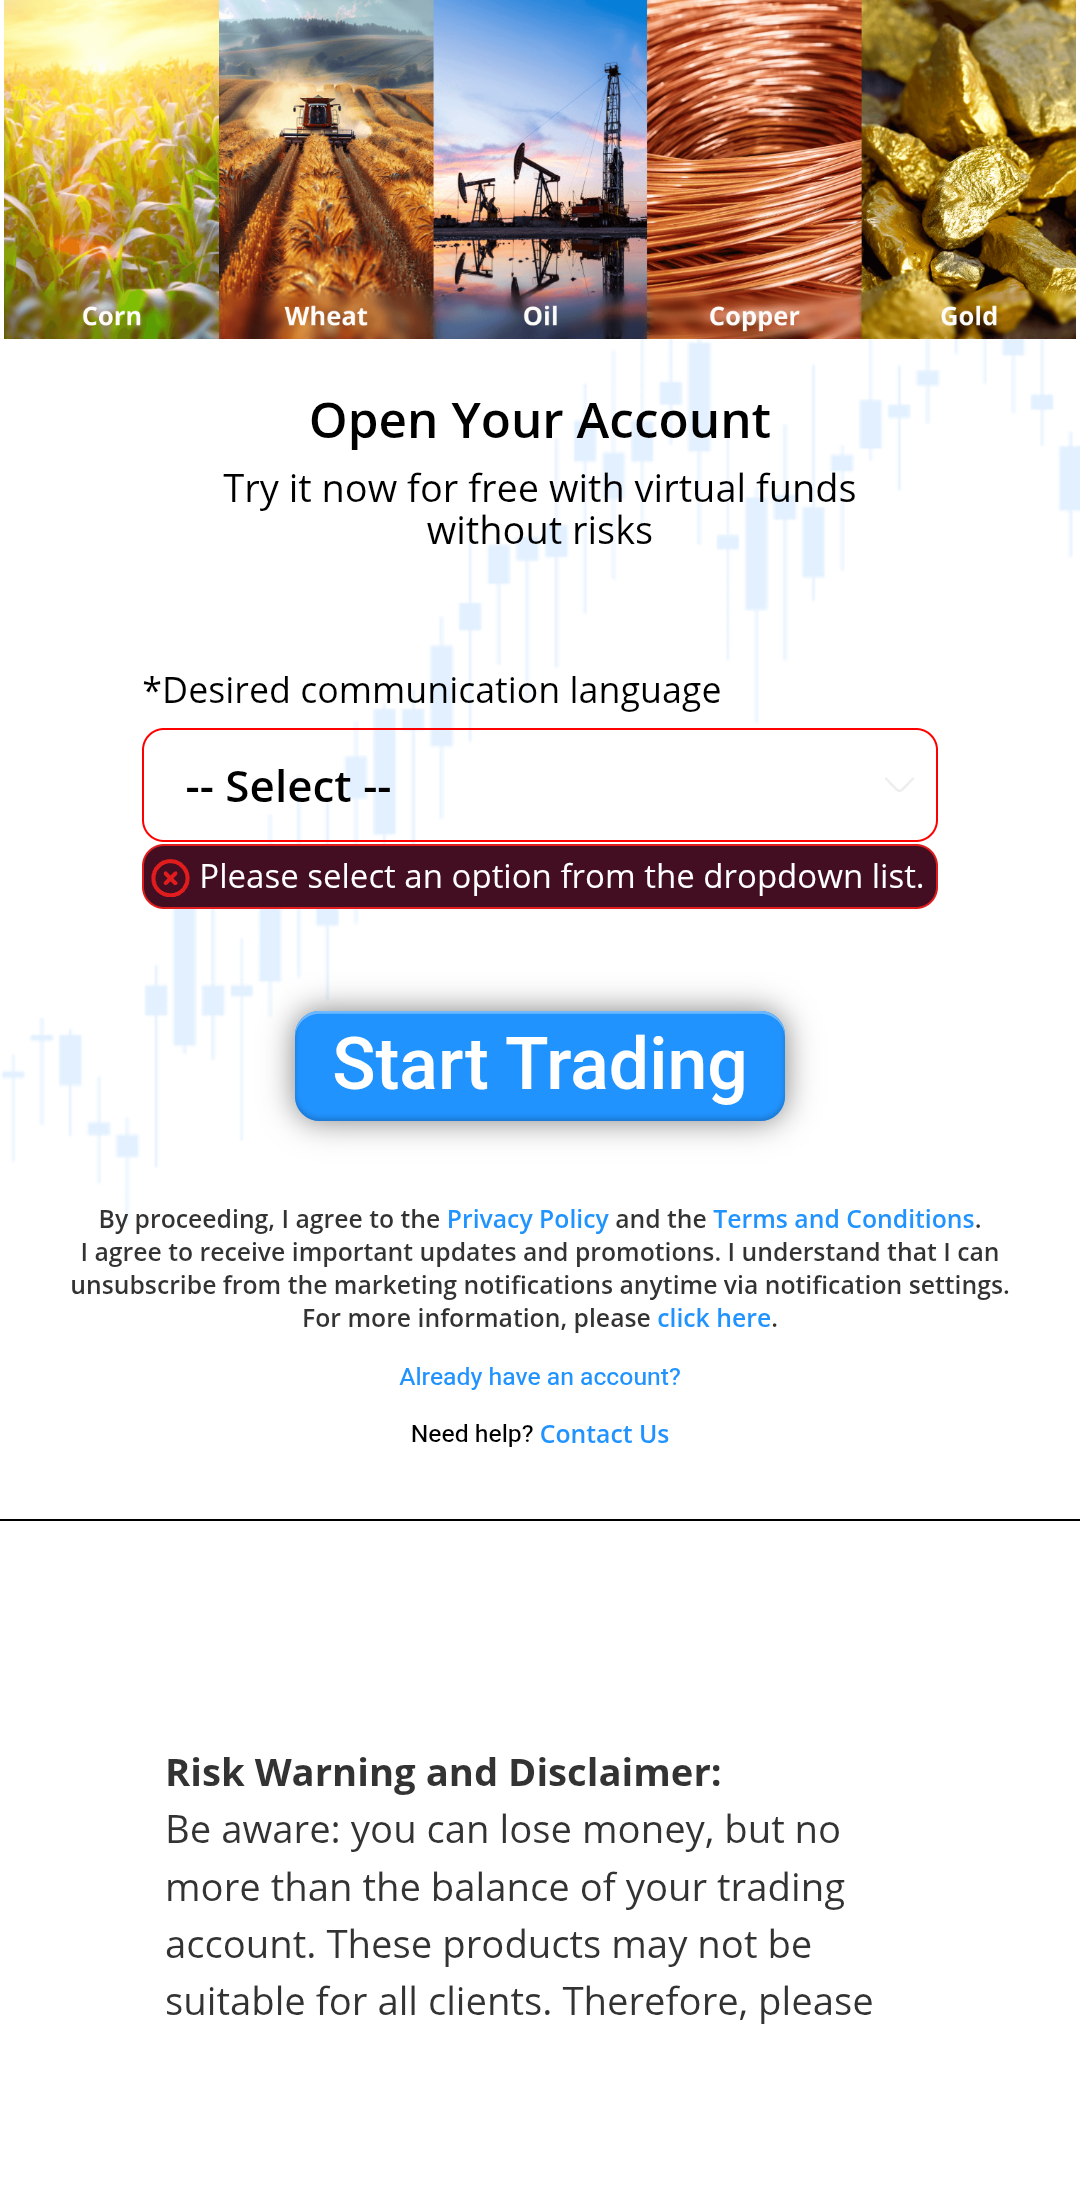 Corn Wheat Oil Copper Gold
Open Your Account
Try it now for free with virtual funds
without risks
*Desired communication language
-- Select --
Please select an option from the dropdown list.
Start Trading
By proceeding, I agree to the Privacy Policy and the Terms and Conditions.
I agree to receive important updates and promotions. I understand that I can
unsubscribe from the marketing notifications anytime via notification settings.
For more information, please click here.
Already have an account?
Need help? Contact Us
Risk Warning and Disclaimer:
Be aware: you can lose money, but no
more than the balance of your trading
account. These products may not be
suitable for all clients. Therefore, please